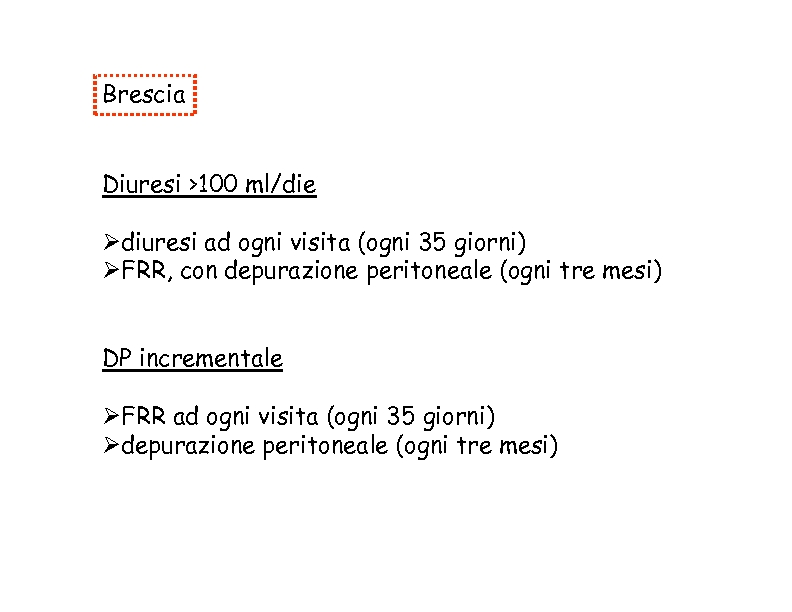 Brescia
Diuresi >100 ml/die
➢diuresi ad ogni visita (ogni 35 giorni)
➢FRR, con depurazione peritoneale (ogni tre mesi)
DP incrementale
➢FRR ad ogni visita (ogni 35 giorni)
➢depurazione peritoneale (ogni tre mesi)